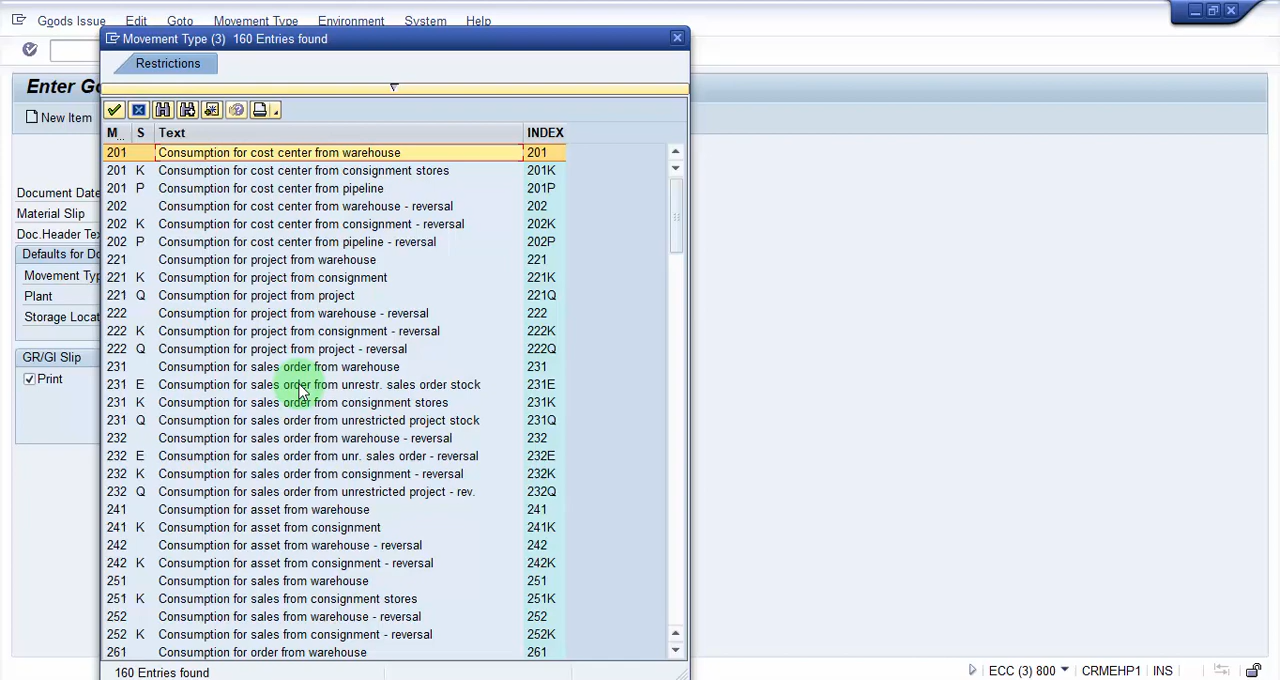 Goods Issue Edit Goto Movement Type Environment System Help
Movement Type (3) 160 Entries found
Restrictions
Enter Go
New Item
M.. S Text INDEX
201 Consumption for cost center from warehouse 201
201 K Consumption for cost center from consignment stores 201K
201 P Consumption for cost center from pipeline 201P
202 Consumption for cost center from warehouse - reversal 202
202 K Consumption for cost center from consignment - reversal 202K
202 P Consumption for cost center from pipeline - reversal 202P
221 Consumption for project from warehouse 221
221 K Consumption for project from consignment 221K
221 Q Consumption for project from project 221Q
222 Consumption for project from warehouse - reversal 222
222 K Consumption for project from consignment - reversal 222K
222 Q Consumption for project from project - reversal 222Q
231 Consumption for sales order from warehouse 231
231 E Consumption for sales order from unrestr. sales order stock 231E
231 K Consumption for sales order from consignment stores 231K
231 Q Consumption for sales order from unrestricted project stock 231Q
232 Consumption for sales order from warehouse - reversal 232
232 E Consumption for sales order from unr. sales order - reversal 232E
232 K Consumption for sales order from consignment - reversal 232K
232 Q Consumption for sales order from unrestricted project - rev. 232Q
241 Consumption for asset from warehouse 241
241 K Consumption for asset from consignment 241K
242 Consumption for asset from warehouse - reversal 242
242 K Consumption for asset from consignment - reversal 242K
251 Consumption for sales from warehouse 251
251 K Consumption for sales from consignment stores 251K
252 Consumption for sales from warehouse - reversal 252
252 K Consumption for sales from consignment - reversal 252K
261 Consumption for order from warehouse 261
160 Entries found
Document Date
Material Slip
Doc.Header Tex
Defaults for Do
Movement Typ
Plant
Storage Locat
GR/GI Slip
Print
ECC (3) 800 CRMEHP1 INS